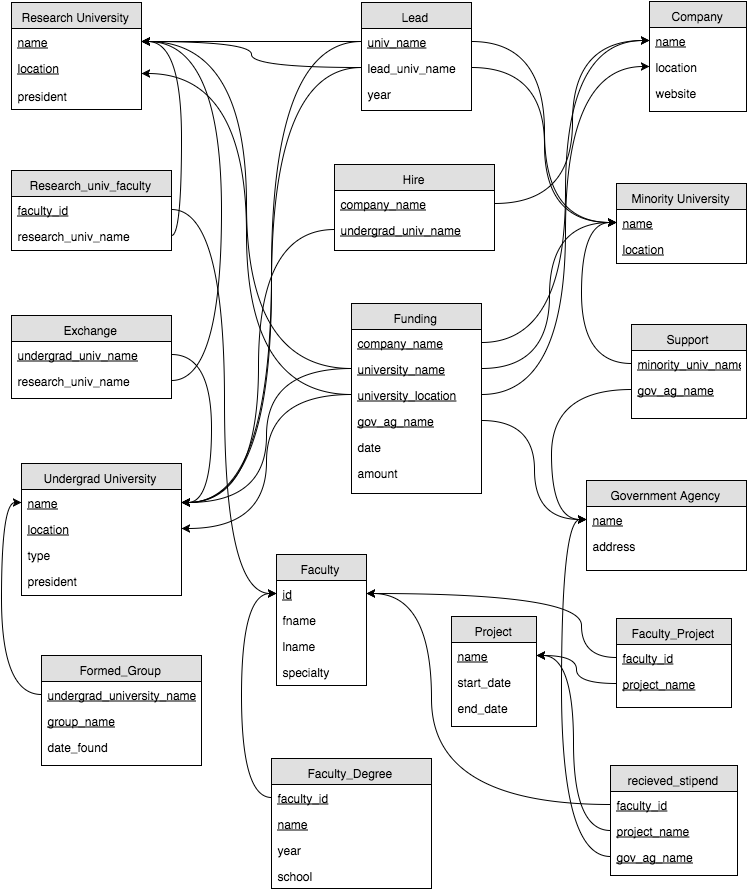 Research University
name
location
president
Lead
univ_name
lead_univ_name
year
Company
name
location
website
Research_univ_faculty
faculty_id
research_univ_name
Hire
company_name
undergrad_univ_name
Minority University
name
location
Exchange
undergrad_univ_name
research_univ_name
Funding
company_name
university_name
university_location
gov_ag_name
date
amount
Support
minority_univ_name
gov_ag_name
Undergrad University
name
location
type
president
Government Agency
name
address
Faculty
id
fname
lname
specialty
Project
name
start_date
end_date
Faculty_Project
faculty_id
project_name
Formed_Group
undergrad_university_name
group_name
date_found
Faculty_Degree
faculty_id
name
year
school
recieved_stipend
faculty_id
project_name
gov_ag_name